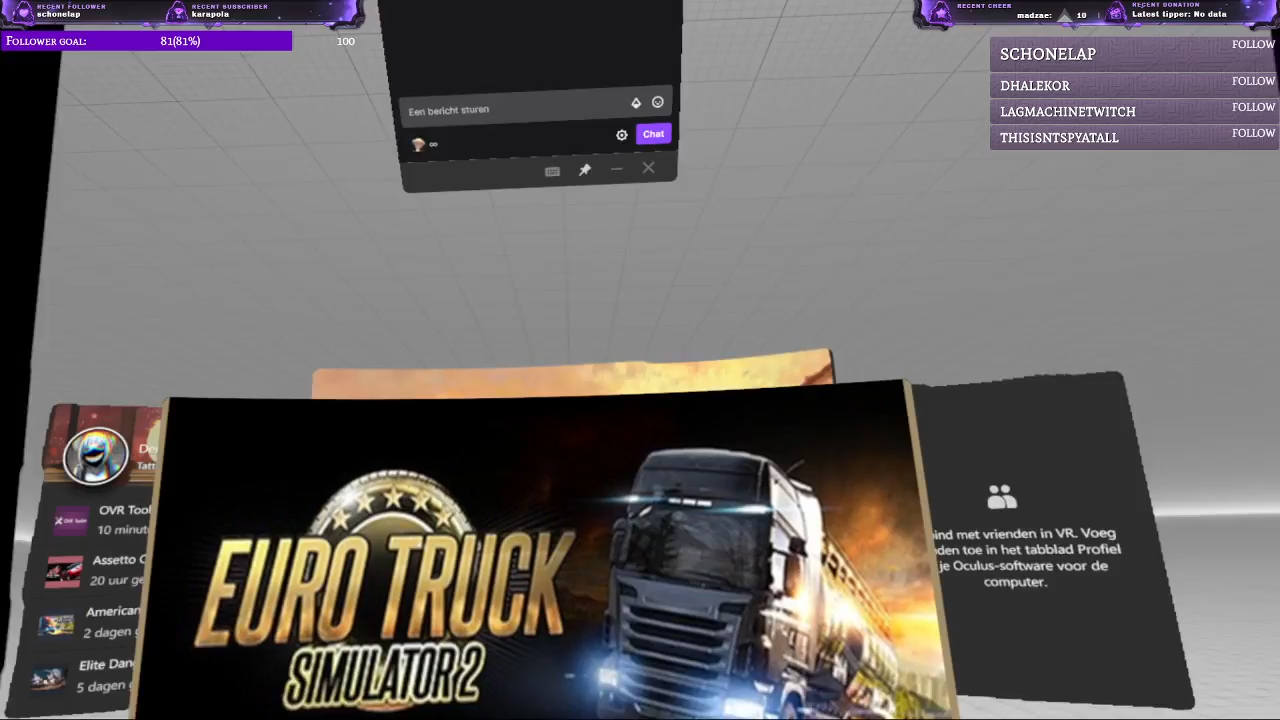 RECENT FOLLOWER
schonelap
RECENT SUBSCRIBER
karapola
RECENT CHEER
madzae: 10
RECENT DONATION
Latest tipper: No data
FOLLOWER GOAL:
81(81%)
100
SCHONELAP FOLLOW
DHALEKOR FOLLOW
LAGMACHINETWITCH FOLLOW
THISISNTSPYATALL FOLLOW
Een bericht sturen
Chat
OVR Tool
10 minut
Assetto C
20 uur ge
American
2 dagen g
Elite Dan
5 dagen g
EURO TRUCK
SIMULATOR 2
ind met vrienden in VR. Voeg
den toe in het tabblad Profiel
je Oculus-software voor de
computer.